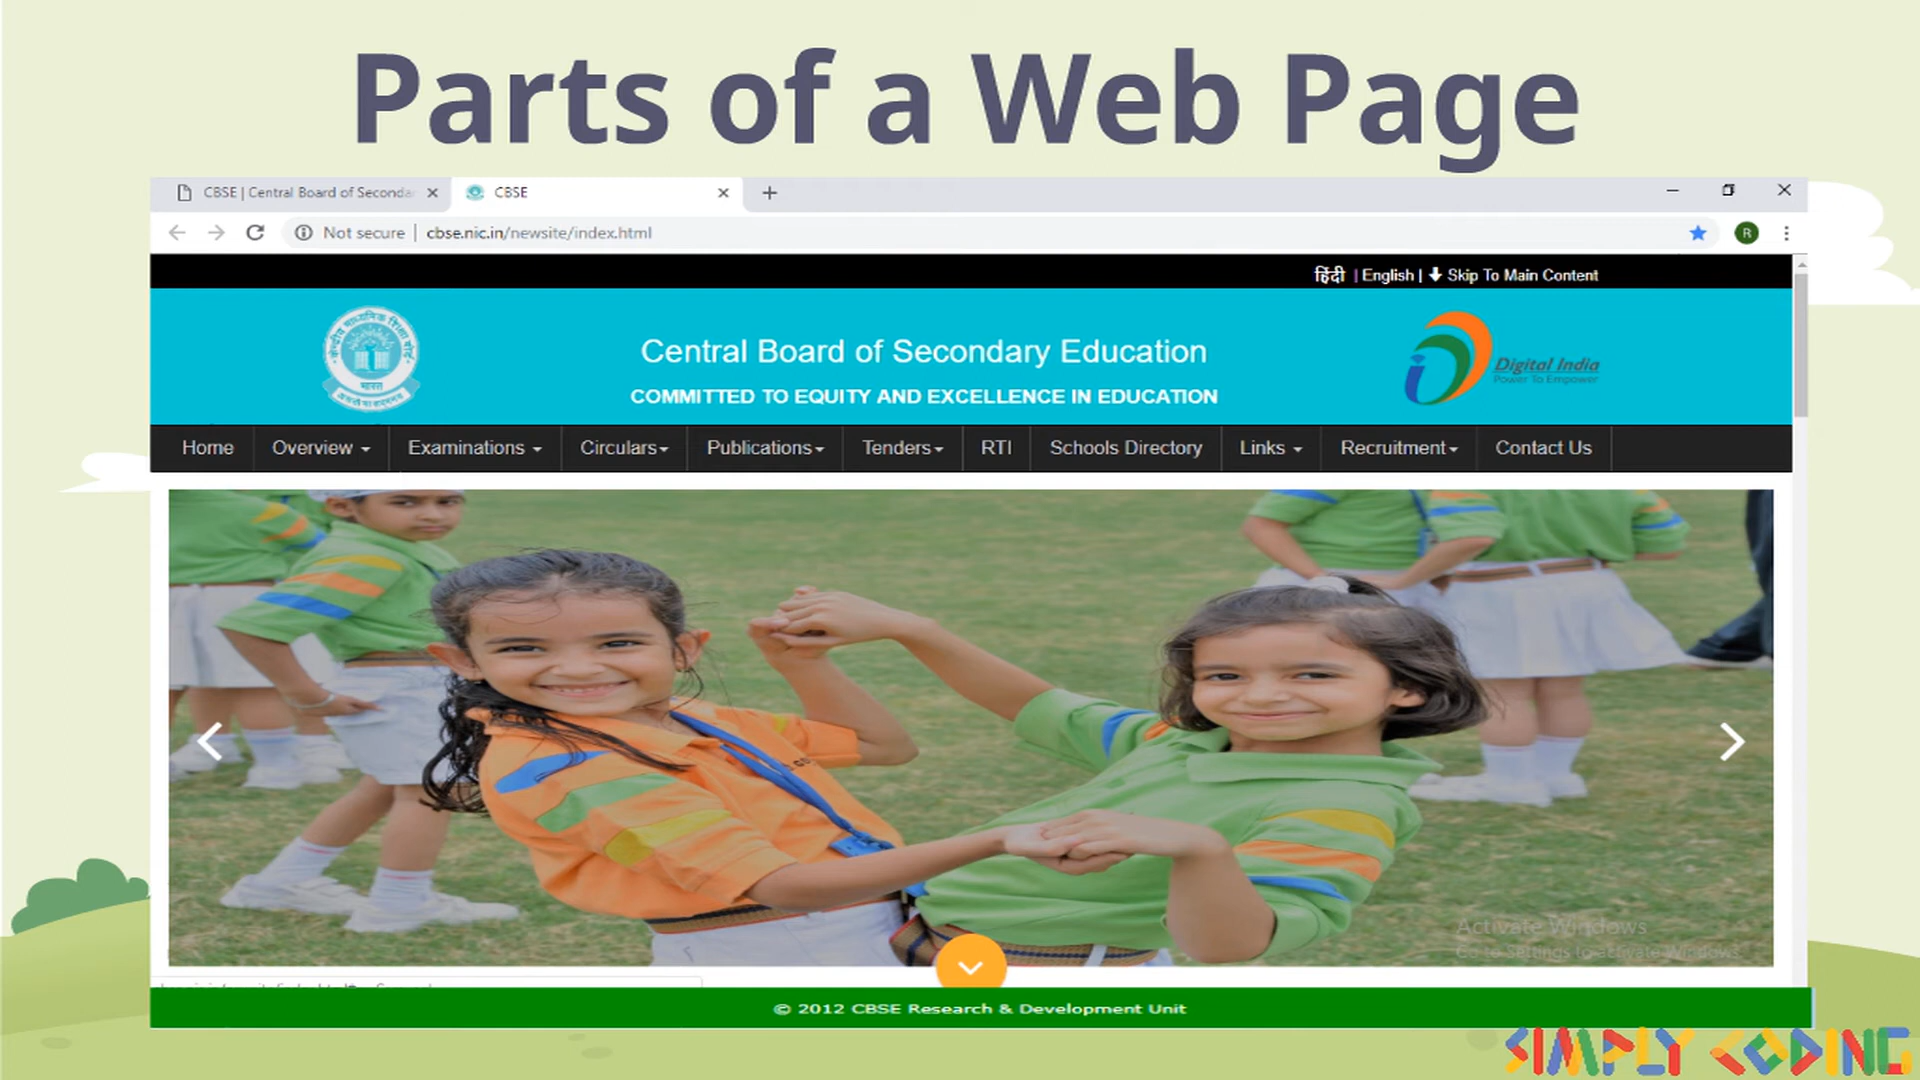 Parts of a Web Page
CBSE | Central Board of Seconda
CBSE
Not secure | cbse.nic.in/newsite/index.html
R
हिंदी | English | Skip To Main Content
केन्द्रीय माध्यमिक शिक्षा बोर्ड
भारत
Central Board of Secondary Education
COMMITTED TO EQUITY AND EXCELLENCE IN EDUCATION
Digital India
Power To Empower
Home Overview Examinations Circulars Publications Tenders RTI Schools Directory Links Recruitment Contact Us
Activate Windows
Go to Settings to activate Windows.
© 2012 CBSE Research & Development Unit
SIMPLY CODING